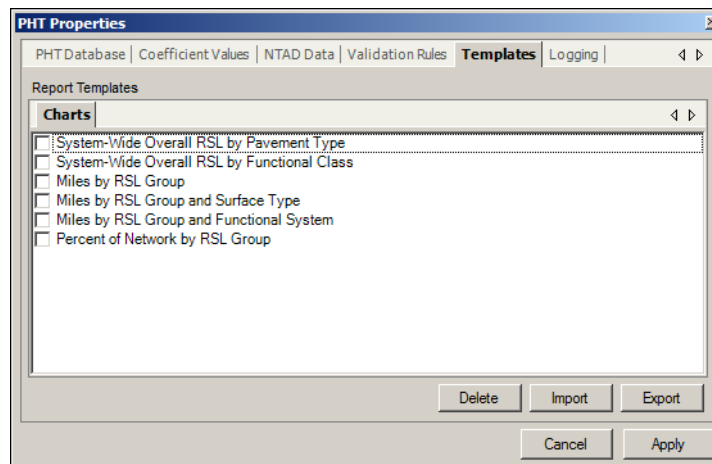 PHT Properties
PHT Database | Coefficient Values | NTAD Data | Validation Rules | Templates | Logging |
Report Templates
Charts
System-Wide Overall RSL by Pavement Type
System-Wide Overall RSL by Functional Class
Miles by RSL Group
Miles by RSL Group and Surface Type
Miles by RSL Group and Functional System
Percent of Network by RSL Group
Delete Import Export
Cancel Apply